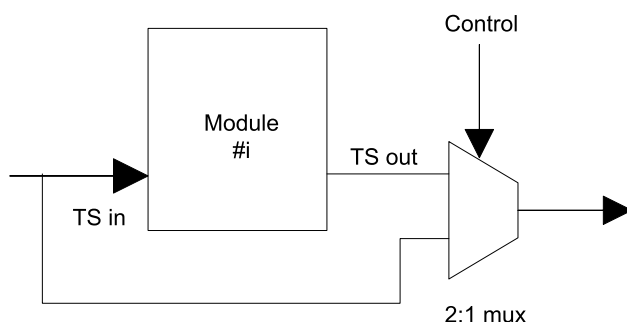 Control
Module
#i
TS out
TS in
2:1 mux